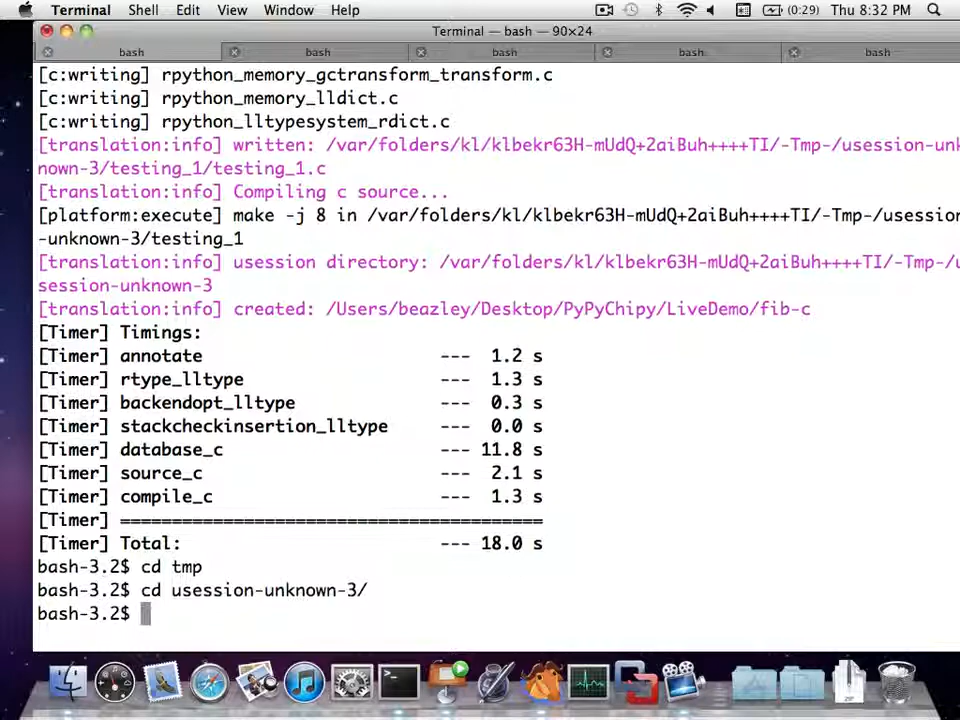 Terminal Shell Edit View Window Help (0:29) Thu 8:32 PM
Terminal — bash — 90×24
bash bash bash bash bash
[c:writing] rpython_memory_gctransform_transform.c
[c:writing] rpython_memory_lldict.c
[c:writing] rpython_lltypesystem_rdict.c
[translation:info] written: /var/folders/kl/klbekr63H-mUdQ+2aiBuh++++TI/-Tmp-/usession-unk
nown-3/testing_1/testing_1.c
[translation:info] Compiling c source...
[platform:execute] make -j 8 in /var/folders/kl/klbekr63H-mUdQ+2aiBuh++++TI/-Tmp-/usession
-unknown-3/testing_1
[translation:info] usession directory: /var/folders/kl/klbekr63H-mUdQ+2aiBuh++++TI/-Tmp-/u
session-unknown-3
[translation:info] created: /Users/beazley/Desktop/PyPyChipy/LiveDemo/fib-c
[Timer] Timings:
[Timer] annotate --- 1.2 s
[Timer] rtype_lltype --- 1.3 s
[Timer] backendopt_lltype --- 0.3 s
[Timer] stackcheckinsertion_lltype --- 0.0 s
[Timer] database_c --- 11.8 s
[Timer] source_c --- 2.1 s
[Timer] compile_c --- 1.3 s
[Timer] =========================================
[Timer] Total: --- 18.0 s
bash-3.2$ cd tmp
bash-3.2$ cd usession-unknown-3/
bash-3.2$